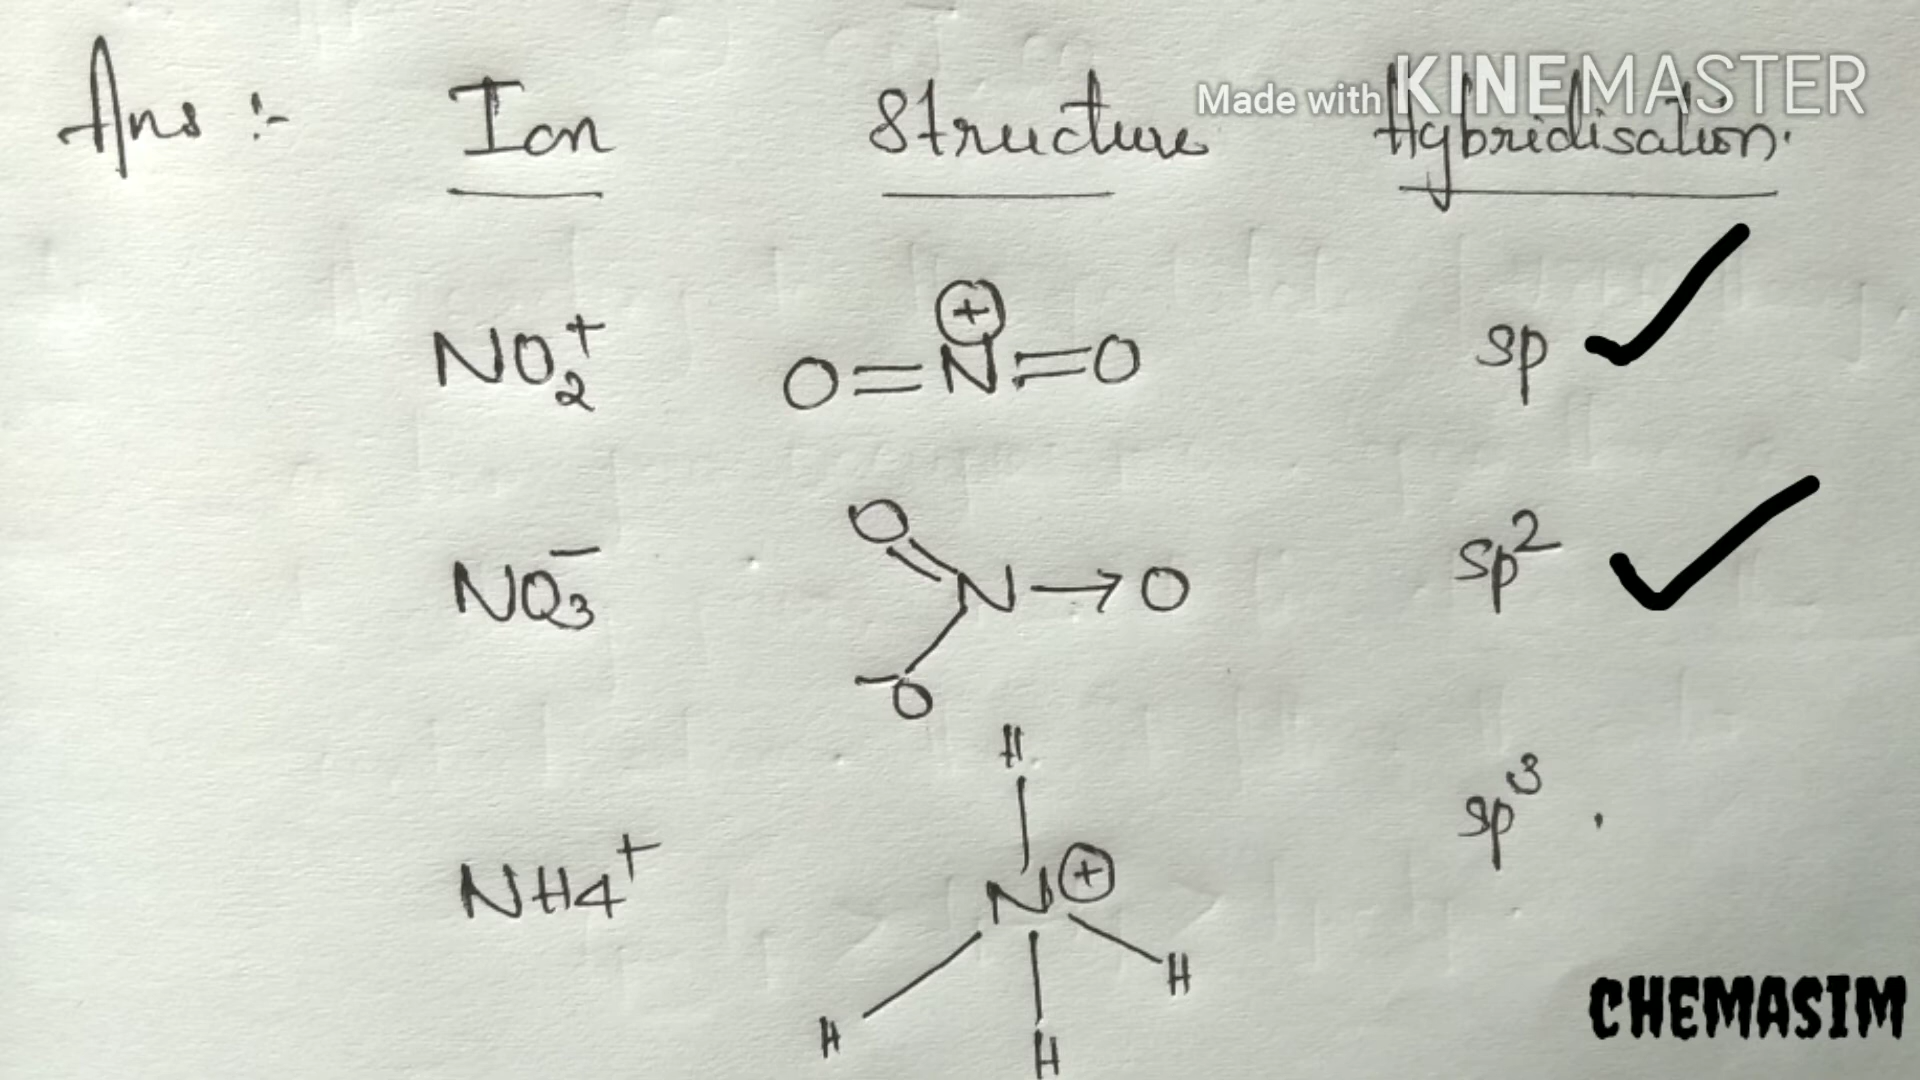 Made with KINEMASTER
Ans :- Ion Structure Hybridisation.
NO₂⁺ O=N⊕=O sp ✓
NO₃⁻ O=N→O sp² ✓
⁻O
H
NH₄⁺ N⊕ sp³ .
H H H
CHEMASIM